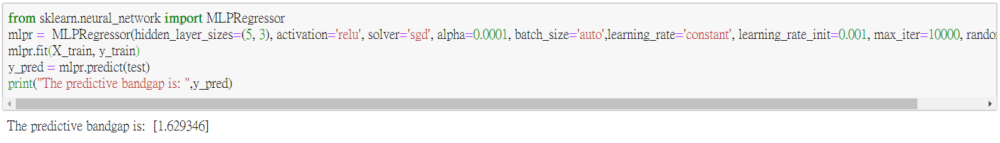 from sklearn.neural_network import MLPRegressor
mlpr =  MLPRegressor(hidden_layer_sizes=(5, 3), activation='relu', solver='sgd', alpha=0.0001, batch_size='auto',learning_rate='constant', learning_rate_init=0.001, max_iter=10000, rando
mlpr.fit(X_train, y_train)
y_pred = mlpr.predict(test)
print("The predictive bandgap is: ",y_pred)
The predictive bandgap is:  [1.629346]